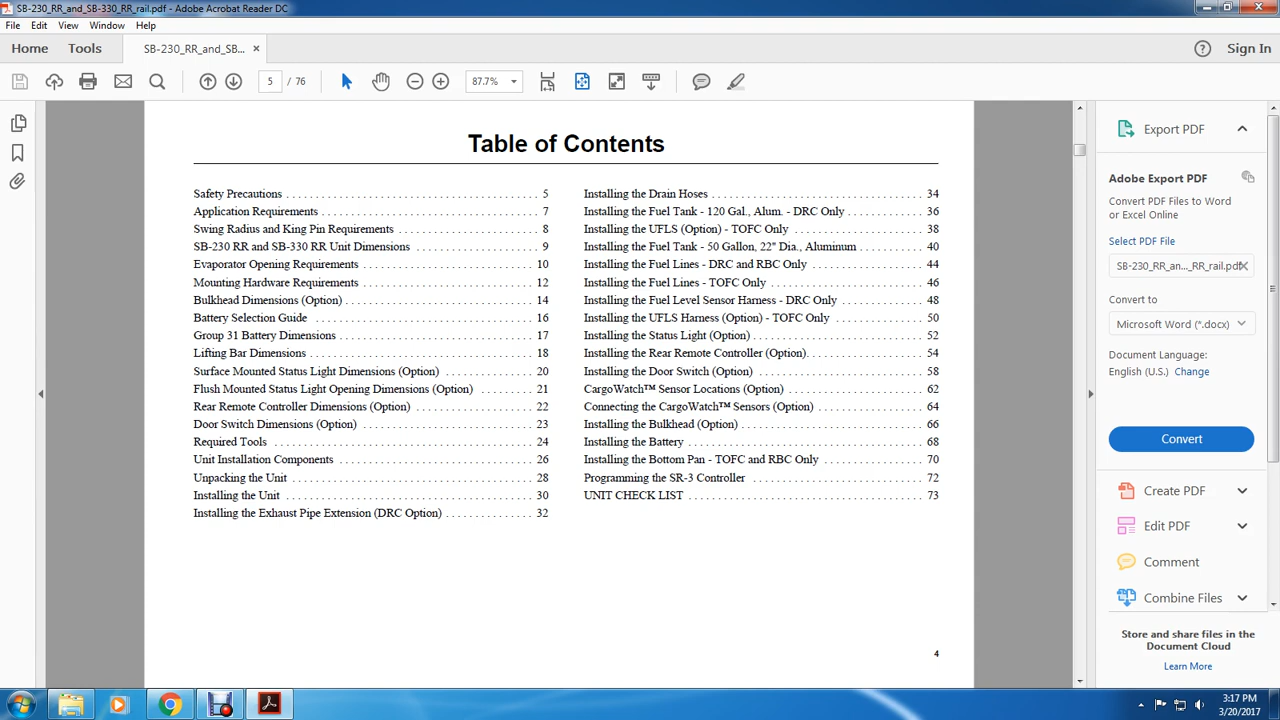 SB-230_RR_and_SB-330_RR_rail.pdf - Adobe Acrobat Reader DC
File Edit View Window Help
Home Tools SB-230_RR_and_SB... × Sign In
5 / 76 87.7%
Table of Contents
Safety Precautions . . . . . . . . . . . . . . . . . . . . 5
Application Requirements . . . . . . . . . . . . . . . . . . . . 7
Swing Radius and King Pin Requirements . . . . . . . . . . . . . . . . . . . . 8
SB-230 RR and SB-330 RR Unit Dimensions . . . . . . . . . . . . . . . . 9
Evaporator Opening Requirements . . . . . . . . . . . . . . . . . . . . 10
Mounting Hardware Requirements . . . . . . . . . . . . . . . . . . . . 12
Bulkhead Dimensions (Option) . . . . . . . . . . . . . . . . . . . . 14
Battery Selection Guide . . . . . . . . . . . . . . . . . . . . 16
Group 31 Battery Dimensions . . . . . . . . . . . . . . . . . . . . 17
Lifting Bar Dimensions . . . . . . . . . . . . . . . . . . . . 18
Surface Mounted Status Light Dimensions (Option) . . . . . . . . . . . . . 20
Flush Mounted Status Light Opening Dimensions (Option) . . . . . . . . 21
Rear Remote Controller Dimensions (Option) . . . . . . . . . . . . . . . . 22
Door Switch Dimensions (Option) . . . . . . . . . . . . . . . . . . . . 23
Required Tools . . . . . . . . . . . . . . . . . . . . 24
Unit Installation Components . . . . . . . . . . . . . . . . . . . . 26
Unpacking the Unit . . . . . . . . . . . . . . . . . . . . 28
Installing the Unit . . . . . . . . . . . . . . . . . . . . 30
Installing the Exhaust Pipe Extension (DRC Option) . . . . . . . . . . . . . 32
Installing the Drain Hoses . . . . . . . . . . . . . . . . . . . . 34
Installing the Fuel Tank - 120 Gal., Alum. - DRC Only . . . . . . . . . . . 36
Installing the UFLS (Option) - TOFC Only . . . . . . . . . . . . . . . . . . . . 38
Installing the Fuel Tank - 50 Gallon, 22" Dia., Aluminum . . . . . . . . . 40
Installing the Fuel Lines - DRC and RBC Only . . . . . . . . . . . . . . . . 44
Installing the Fuel Lines - TOFC Only . . . . . . . . . . . . . . . . . . . . 46
Installing the Fuel Level Sensor Harness - DRC Only . . . . . . . . . . . . 48
Installing the UFLS Harness (Option) - TOFC Only . . . . . . . . . . . . . 50
Installing the Status Light (Option) . . . . . . . . . . . . . . . . . . . . 52
Installing the Rear Remote Controller (Option). . . . . . . . . . . . . . . . 54
Installing the Door Switch (Option) . . . . . . . . . . . . . . . . . . . . 58
CargoWatch™ Sensor Locations (Option) . . . . . . . . . . . . . . . . . . . . 62
Connecting the CargoWatch™ Sensors (Option) . . . . . . . . . . . . . . . 64
Installing the Bulkhead (Option) . . . . . . . . . . . . . . . . . . . . 66
Installing the Battery . . . . . . . . . . . . . . . . . . . . 68
Installing the Bottom Pan - TOFC and RBC Only . . . . . . . . . . . . . . 70
Programming the SR-3 Controller . . . . . . . . . . . . . . . . . . . . 72
UNIT CHECK LIST . . . . . . . . . . . . . . . . . . . . 73
4
Export PDF
Adobe Export PDF
Convert PDF Files to Word
or Excel Online
Select PDF File
SB-230_RR_an..._RR_rail.pdf
Convert to
Microsoft Word (*.docx)
Document Language:
English (U.S.) Change
Convert
Create PDF
Edit PDF
Comment
Combine Files
Store and share files in the
Document Cloud
Learn More
3:17 PM
3/20/2017